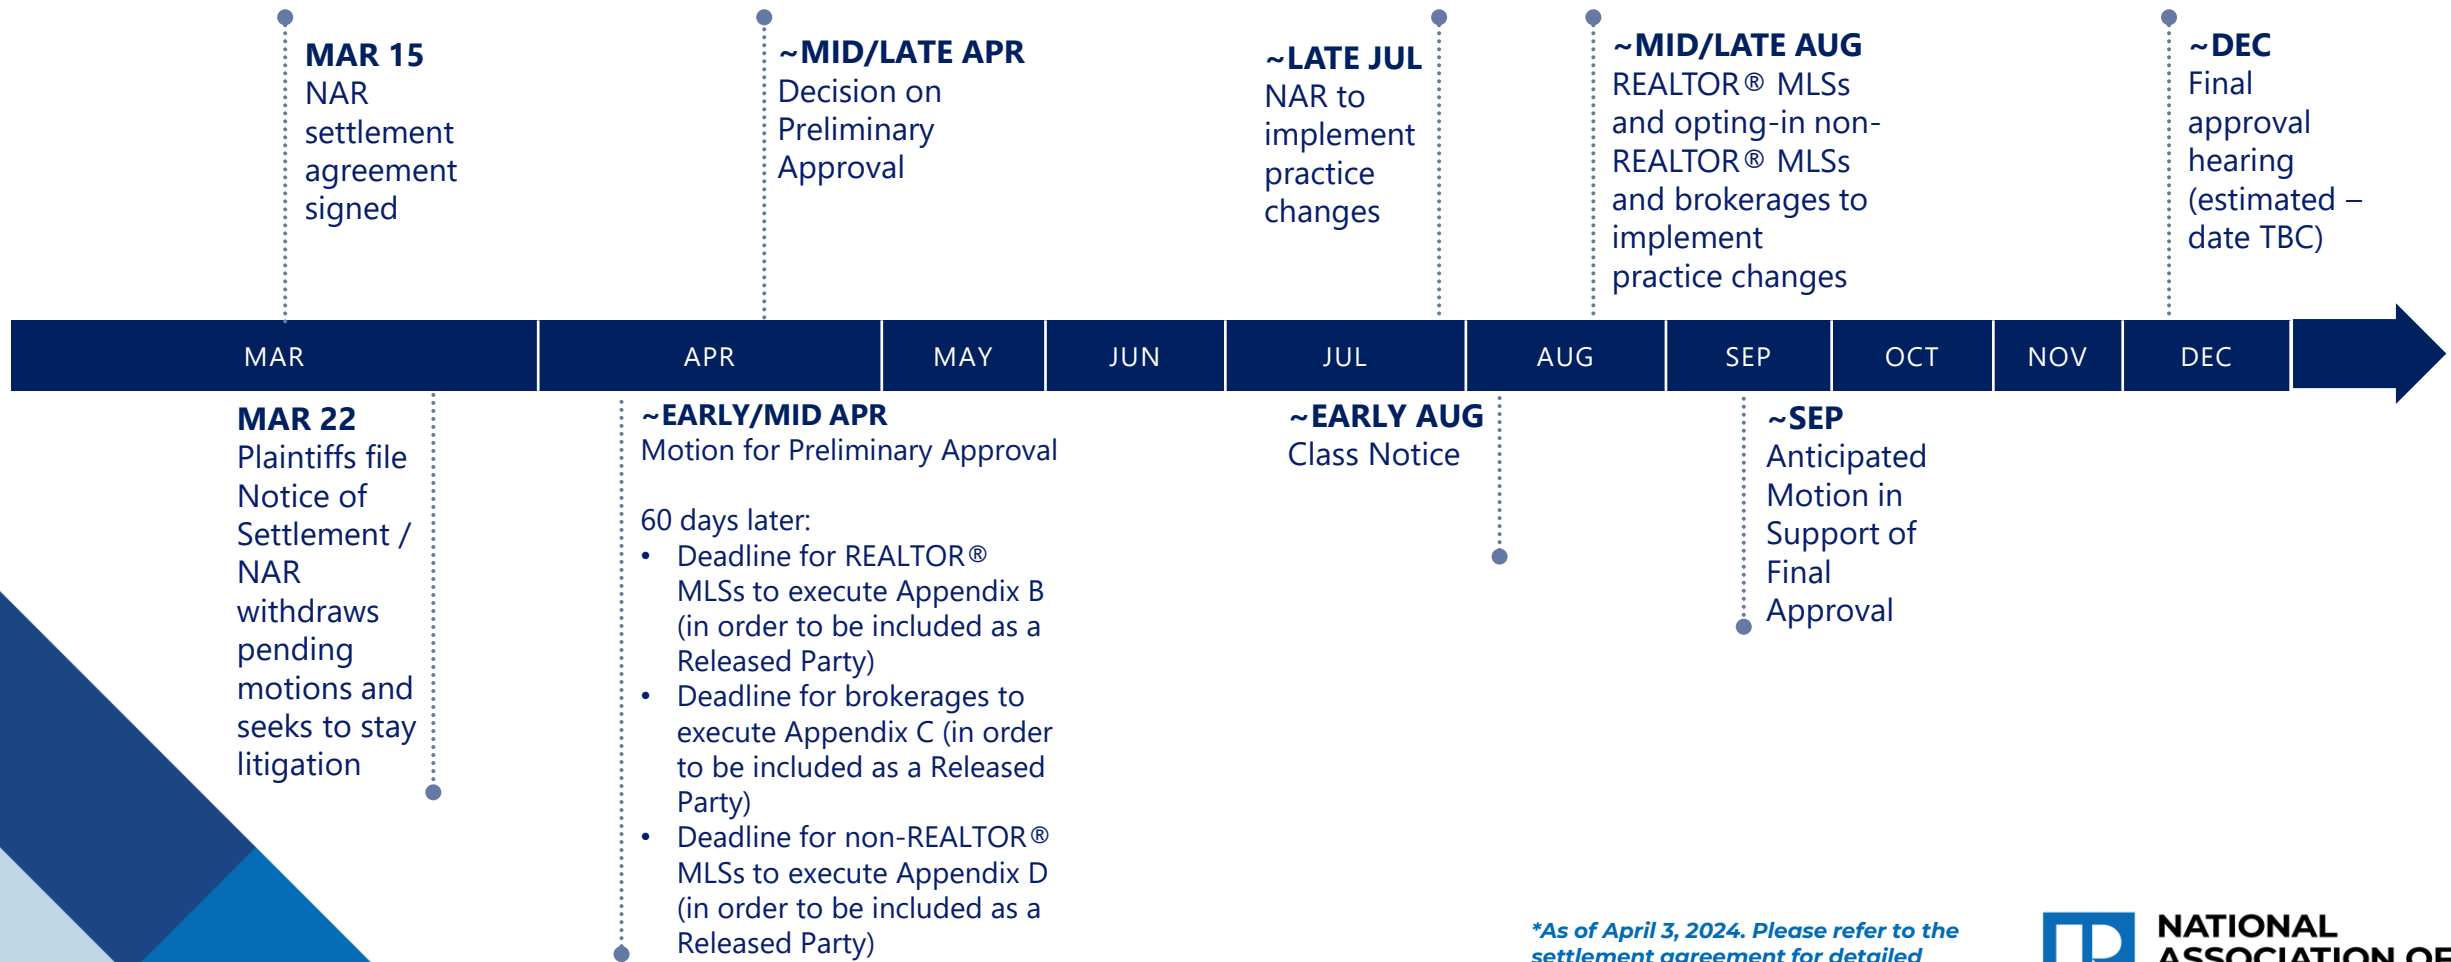 MAR 15
NAR
settlement
agreement
signed
~MID/LATE APR
Decision on
Preliminary
Approval
~LATE JUL
NAR to
implement
practice
changes
~MID/LATE AUG
REALTOR® MLSs
and opting-in non-
REALTOR® MLSs
and brokerages to
implement
practice changes
~DEC
Final
approval
hearing
(estimated –
date TBC)
MAR APR MAY JUN JUL AUG SEP OCT NOV DEC
MAR 22
Plaintiffs file
Notice of
Settlement /
NAR
withdraws
pending
motions and
seeks to stay
litigation
~EARLY/MID APR
Motion for Preliminary Approval
60 days later:
• Deadline for REALTOR®
MLSs to execute Appendix B
(in order to be included as a
Released Party)
• Deadline for brokerages to
execute Appendix C (in order
to be included as a Released
Party)
• Deadline for non-REALTOR®
MLSs to execute Appendix D
(in order to be included as a
Released Party)
~EARLY AUG
Class Notice
~SEP
Anticipated
Motion in
Support of
Final
Approval
*As of April 3, 2024. Please refer to the
settlement agreement for detailed
NATIONAL
ASSOCIATION OF